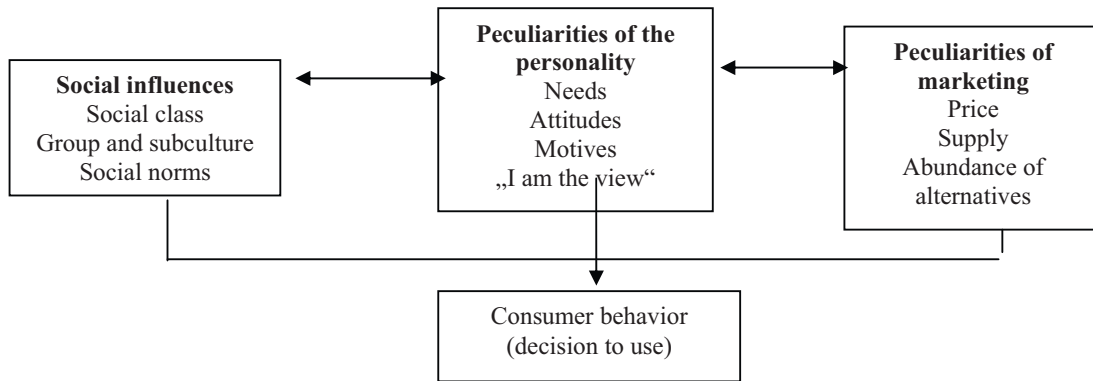 Social influences
Social class
Group and subculture
Social norms
Peculiarities of the
personality
Needs
Attitudes
Motives
„I am the view“
Peculiarities of
marketing
Price
Supply
Abundance of
alternatives
Consumer behavior
(decision to use)